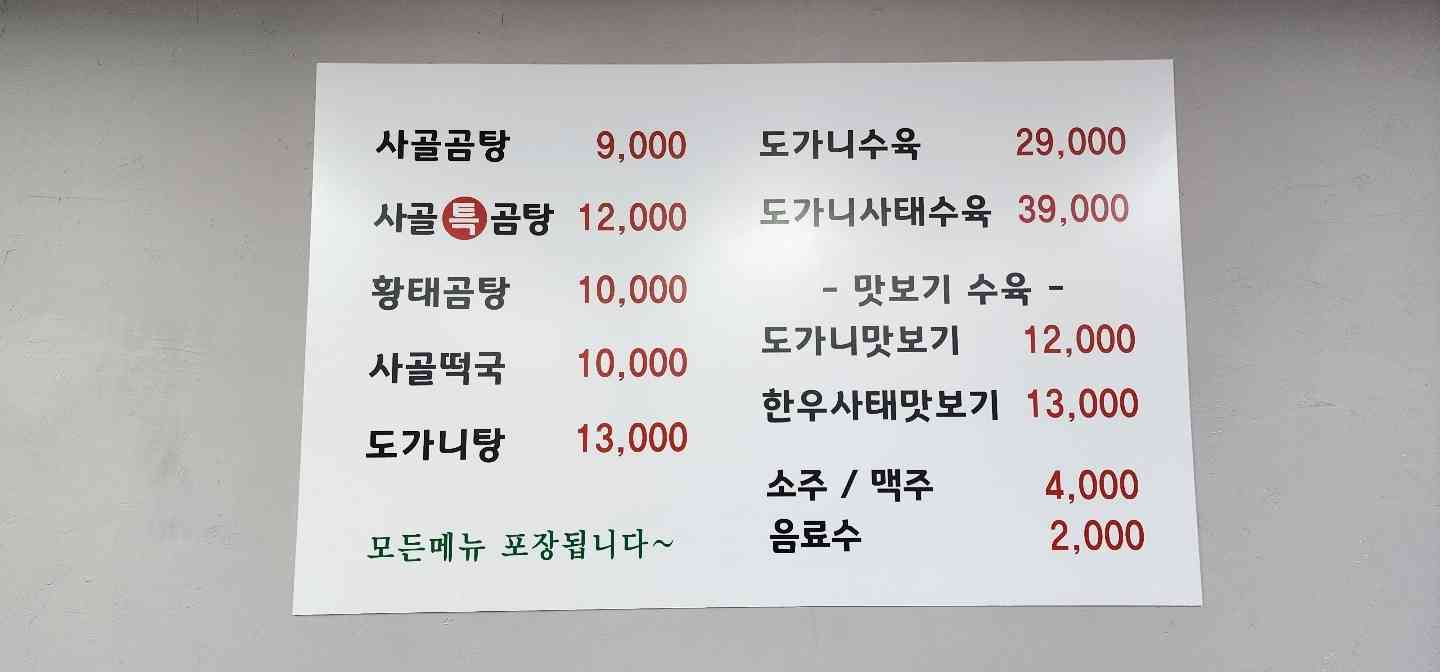 사골곰탕 9,000
사골 특 곰탕 12,000
황태곰탕 10,000
사골떡국 10,000
도가니탕 13,000
모든메뉴 포장됩니다~
도가니수육 29,000
도가니사태수육 39,000
- 맛보기 수육 -
도가니맛보기 12,000
한우사태맛보기 13,000
소주 / 맥주 4,000
음료수 2,000